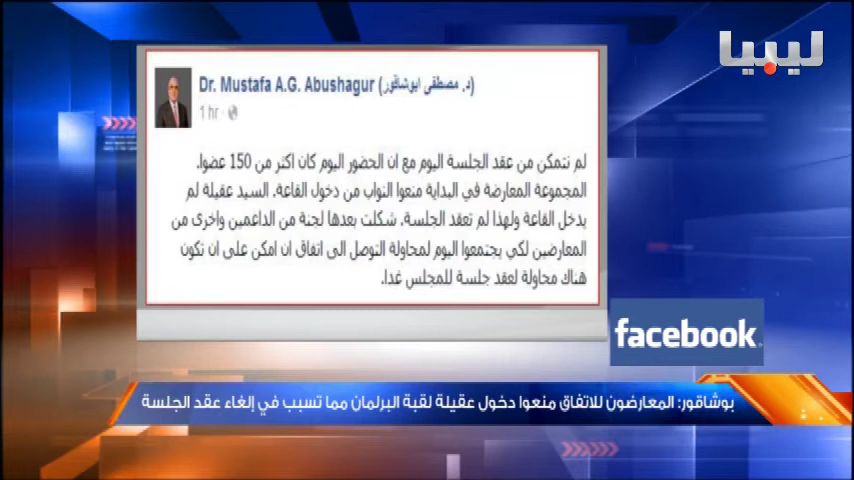 ليبيا
Dr. Mustafa A.G. Abushagur (د. مصطفى ابوشاقور)
1 hr
لم نتمكن من عقد الجلسة اليوم مع ان الحضور اليوم كان اكثر من 150 عضوا.
المجموعة المعارضة في البداية منعوا النواب من دخول القاعة. السيد عقيلة لم
يدخل القاعة ولهذا لم تعقد الجلسة. شكلت بعدها لجنة من الداعمين واخرى من
المعارضين لكي يجتمعوا اليوم لمحاولة التوصل الى اتفاق ان امكن على ان تكون
هناك محاولة لعقد جلسة للمجلس غدا.
facebook
بوشاقور: المعارضون للاتفاق منعوا دخول عقيلة لقبة البرلمان مما تسبب في إلغاء عقد الجلسة